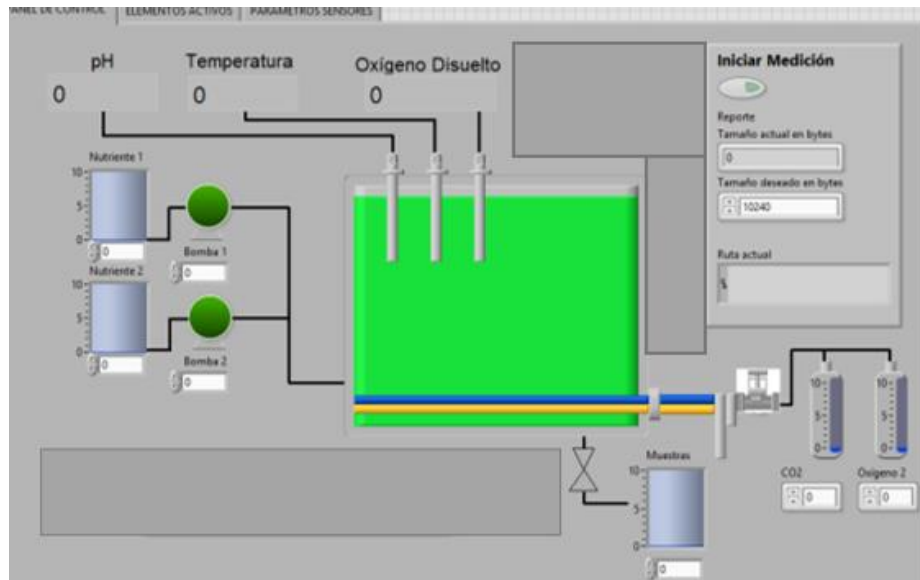 ANEL DE CONTROL ELEMENTOS ACTIVOS PARAMETROS SENSORES
pH Temperatura Oxígeno Disuelto
0 0 0
Iniciar Medición
Reporte
Tamaño actual en bytes
0
Tamaño deseado en bytes
10240
Ruta actual
Nutriente 1
10
5
0
0
Bomba 1
0
Nutriente 2
10
5
0
0
Bomba 2
0
Muestras
10
5
0
0
10
5
0
CO2
0
10
5
0
Oxigeno 2
0